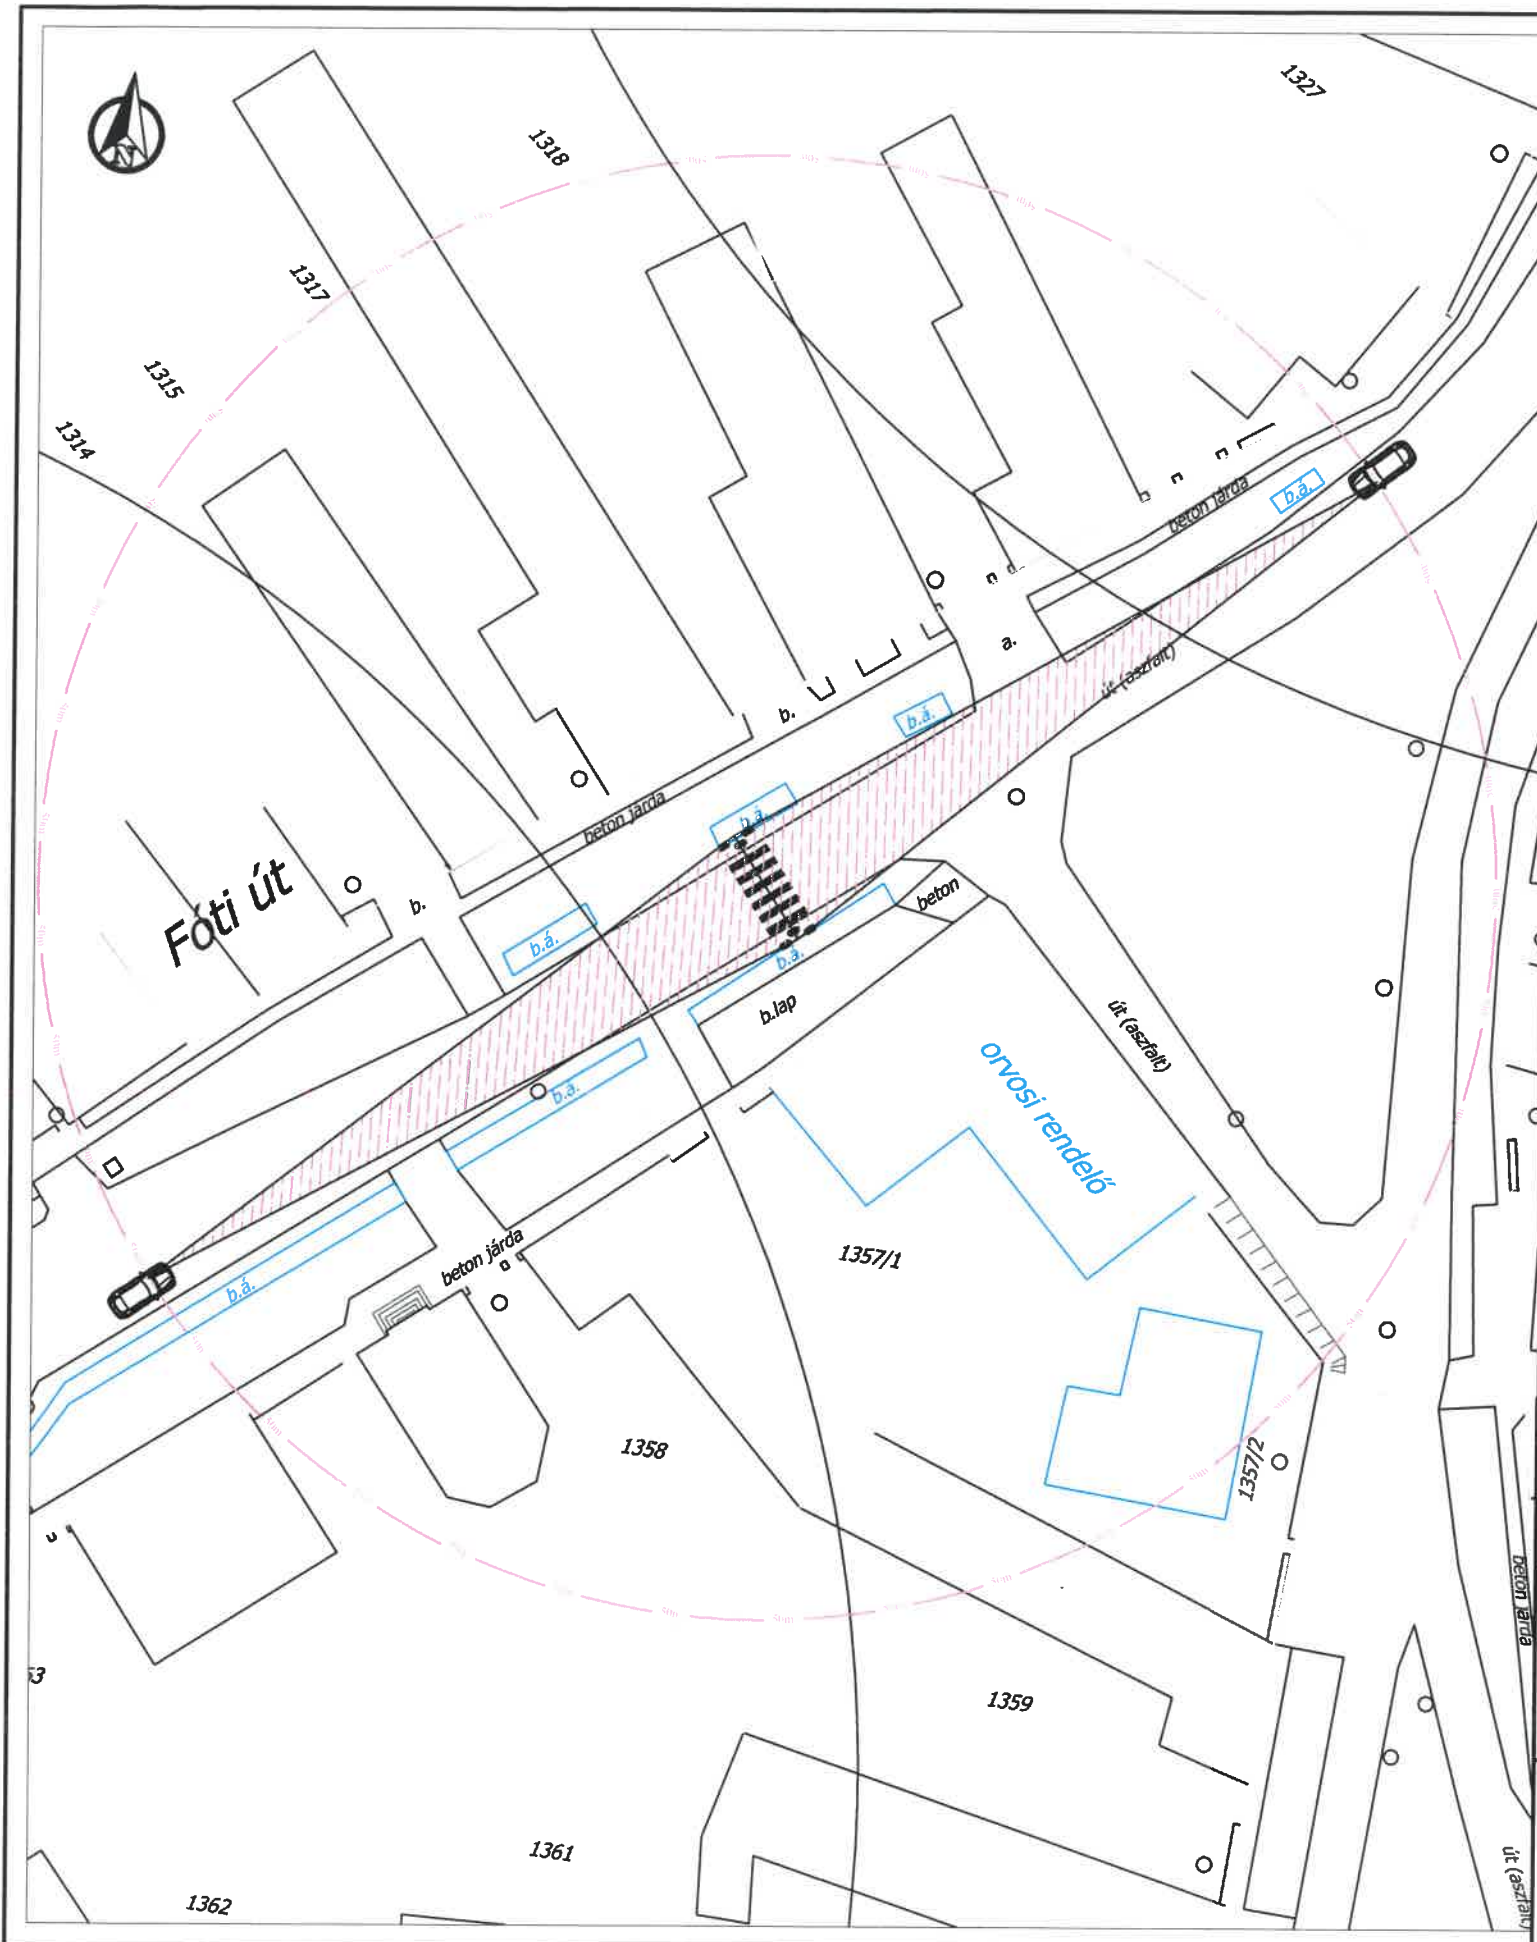 1327
1318
N
1317
1315
1314
b.á.
beton járda
a.
út (aszfalt)
b.á.
b.
b.á.
beton járda
Fóti út
b.
b.á.
beton
b.á.
b.lap
út (aszfalt)
orvosi rendelő
b.á.
beton járda
1357/1
b.á.
1358
1357/2
beton járda
53
1359
1361
1362
út (aszfalt)